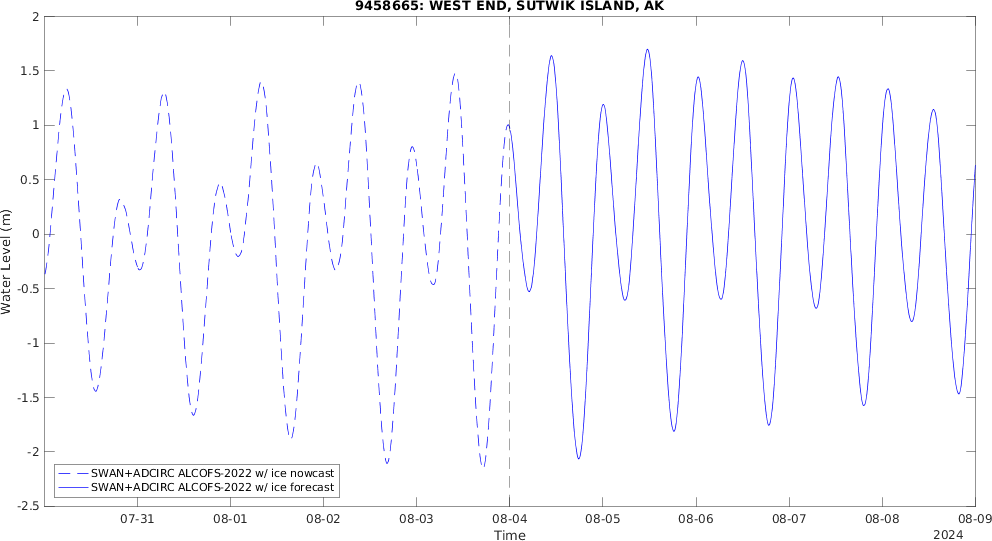 9458665: WEST END, SUTWIK ISLAND, AK
2
1.5
1
0.5
0
-0.5
-1
-1.5
-2
-2.5
Water Level (m)
SWAN+ADCIRC ALCOFS-2022 w/ ice nowcast
SWAN+ADCIRC ALCOFS-2022 w/ ice forecast
07-31 08-01 08-02 08-03 08-04 08-05 08-06 08-07 08-08 08-09
Time
2024